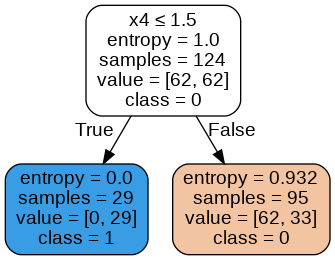 x4 ≤ 1.5
entropy = 1.0
samples = 124
value = [62, 62]
class = 0
True
False
entropy = 0.0
samples = 29
value = [0, 29]
class = 1
entropy = 0.932
samples = 95
value = [62, 33]
class = 0